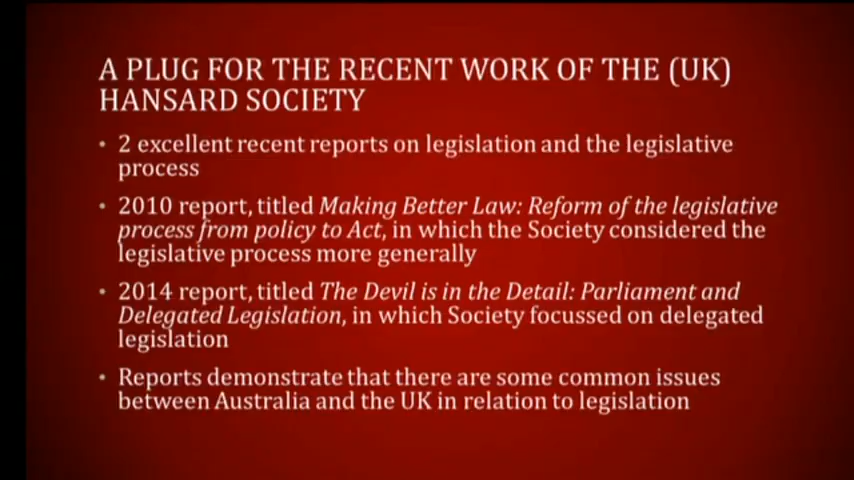 A PLUG FOR THE RECENT WORK OF THE (UK)
HANSARD SOCIETY
• 2 excellent recent reports on legislation and the legislative
process
• 2010 report, titled Making Better Law: Reform of the legislative
process from policy to Act, in which the Society considered the
legislative process more generally
• 2014 report, titled The Devil is in the Detail: Parliament and
Delegated Legislation, in which Society focussed on delegated
legislation
• Reports demonstrate that there are some common issues
between Australia and the UK in relation to legislation